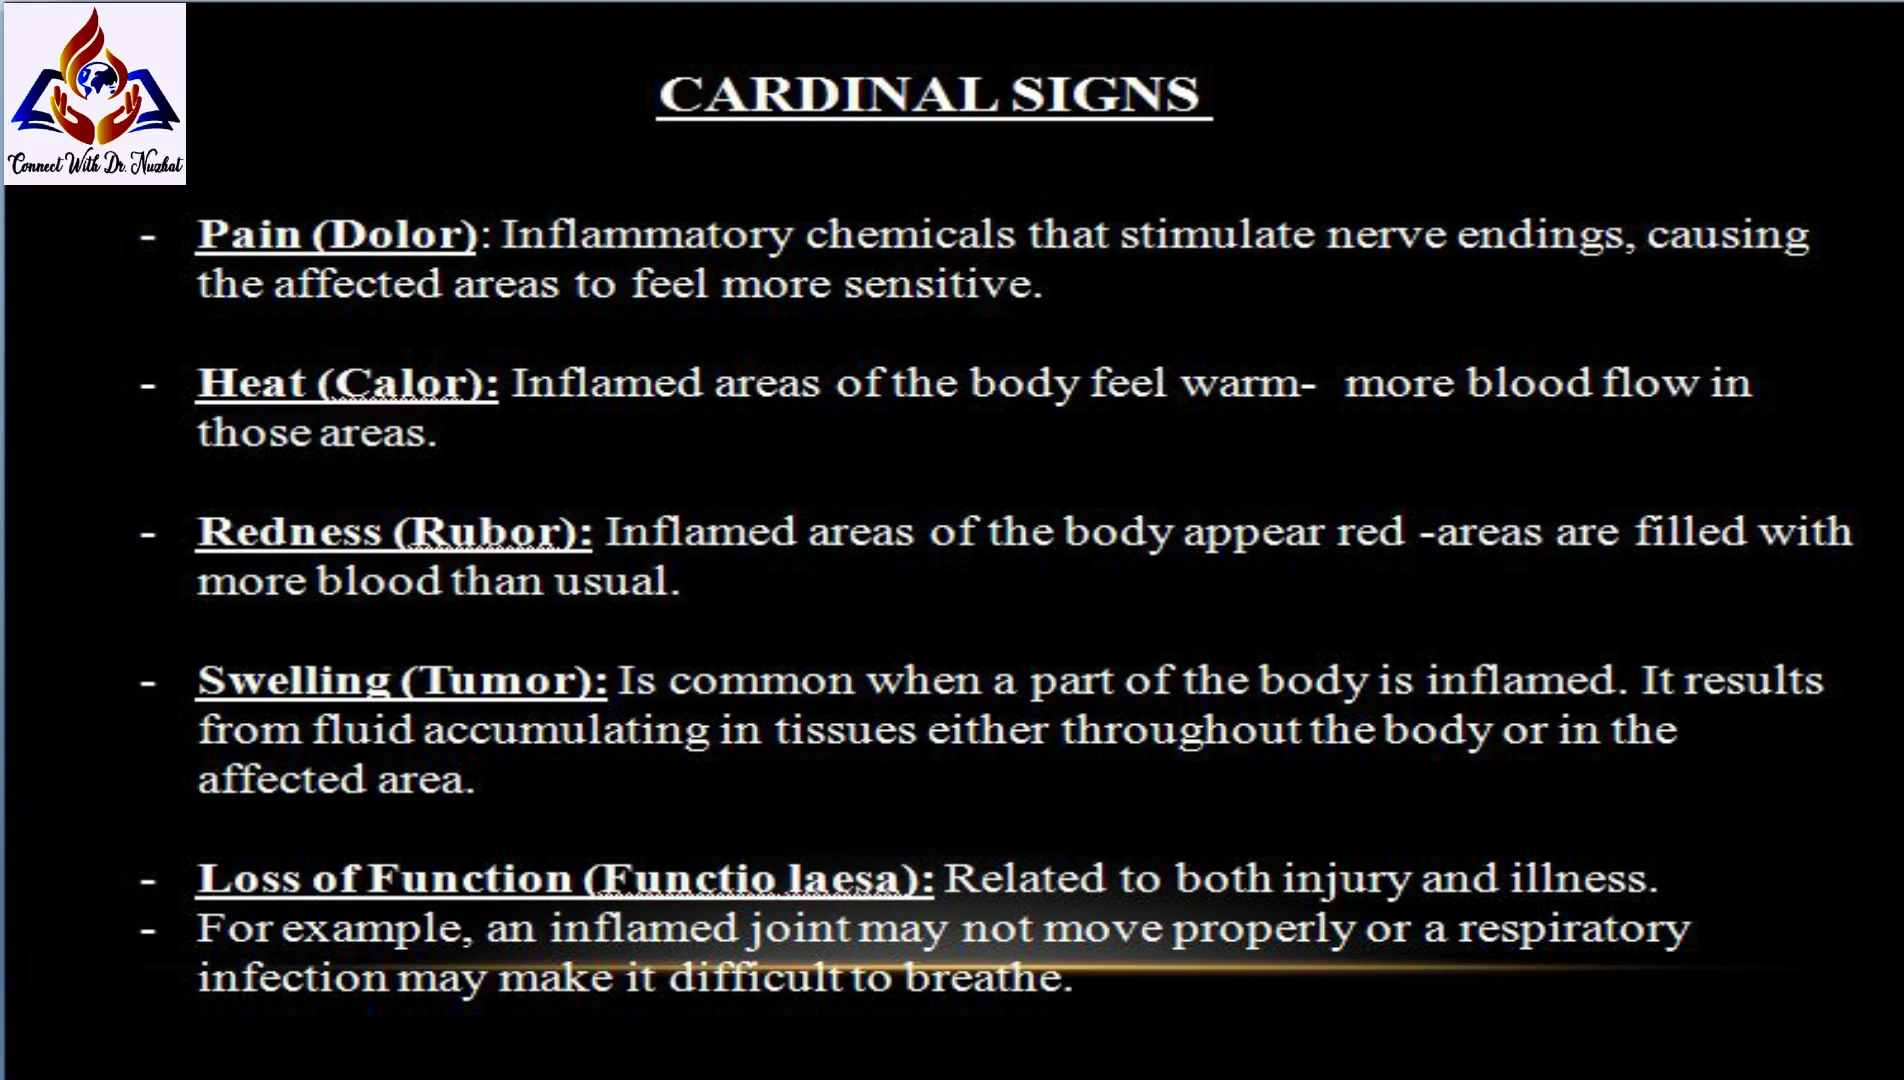 Connect With Dr. Nuzhat
CARDINAL SIGNS
- Pain (Dolor): Inflammatory chemicals that stimulate nerve endings, causing
the affected areas to feel more sensitive.
- Heat (Calor): Inflamed areas of the body feel warm- more blood flow in
those areas.
- Redness (Rubor): Inflamed areas of the body appear red -areas are filled with
more blood than usual.
- Swelling (Tumor): Is common when a part of the body is inflamed. It results
from fluid accumulating in tissues either throughout the body or in the
affected area.
- Loss of Function (Functio laesa): Related to both injury and illness.
- For example, an inflamed joint may not move properly or a respiratory
infection may make it difficult to breathe.